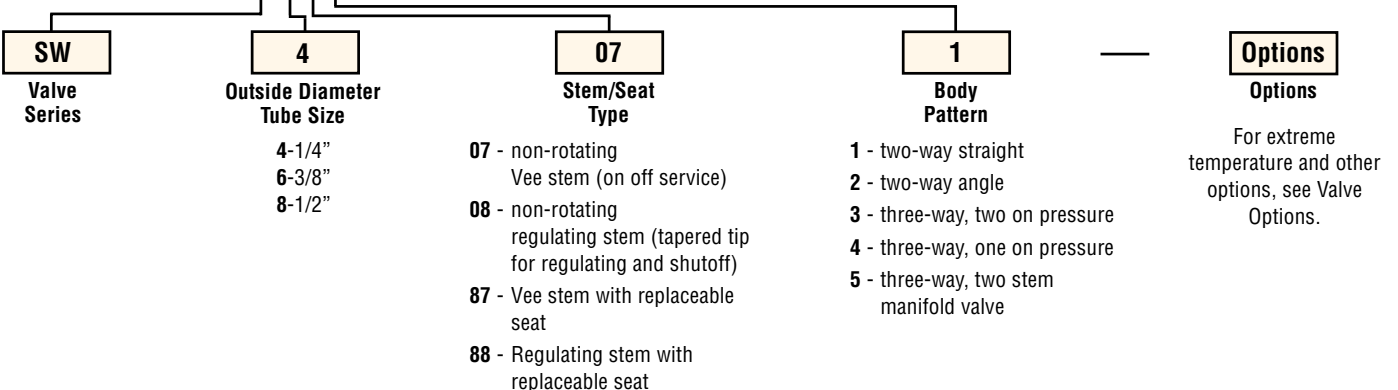 SW
Valve
Series
4
Outside Diameter
Tube Size
4-1/4”
6-3/8”
8-1/2”
07
Stem/Seat
Type
07 - non-rotating
Vee stem (on off service)
08 - non-rotating
regulating stem (tapered tip
for regulating and shutoff)
87 - Vee stem with replaceable
seat
88 - Regulating stem with
replaceable seat
1
Body
Pattern
1 - two-way straight
2 - two-way angle
3 - three-way, two on pressure
4 - three-way, one on pressure
5 - three-way, two stem
manifold valve
Options
Options
For extreme
temperature and other
options, see Valve
Options.